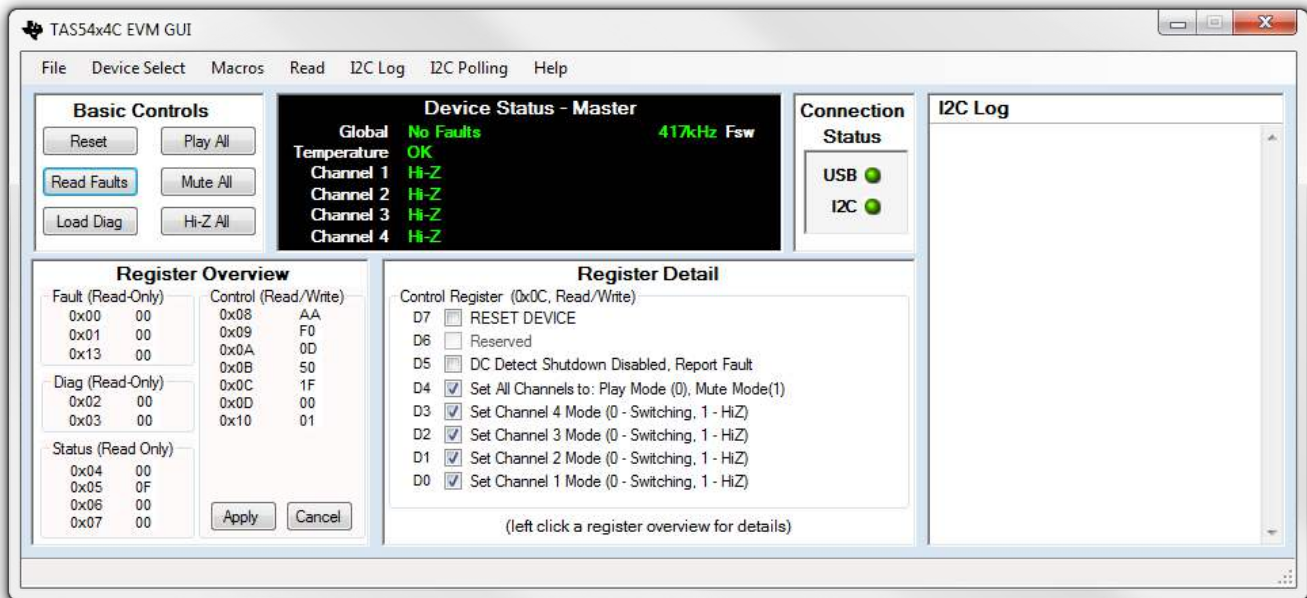 TAS54x4C EVM GUI
File Device Select Macros Read I2C Log I2C Polling Help
Basic Controls
Reset Play All
Read Faults Mute All
Load Diag Hi-Z All
Device Status - Master
Global No Faults 417kHz Fsw
Temperature OK
Channel 1 Hi-Z
Channel 2 Hi-Z
Channel 3 Hi-Z
Channel 4 Hi-Z
Connection
Status
USB
I2C
I2C Log
Register Overview
Fault (Read-Only)
0x00 00
0x01 00
0x13 00
Diag (Read-Only)
0x02 00
0x03 00
Status (Read Only)
0x04 00
0x05 0F
0x06 00
0x07 00
Control (Read/Write)
0x08 AA
0x09 F0
0x0A 0D
0x0B 50
0x0C 1F
0x0D 00
0x10 01
Apply Cancel
Register Detail
Control Register (0x0C, Read/Write)
D7 RESET DEVICE
D6 Reserved
D5 DC Detect Shutdown Disabled, Report Fault
D4 Set All Channels to: Play Mode (0), Mute Mode(1)
D3 Set Channel 4 Mode (0 - Switching, 1 - HiZ)
D2 Set Channel 3 Mode (0 - Switching, 1 - HiZ)
D1 Set Channel 2 Mode (0 - Switching, 1 - HiZ)
D0 Set Channel 1 Mode (0 - Switching, 1 - HiZ)
(left click a register overview for details)